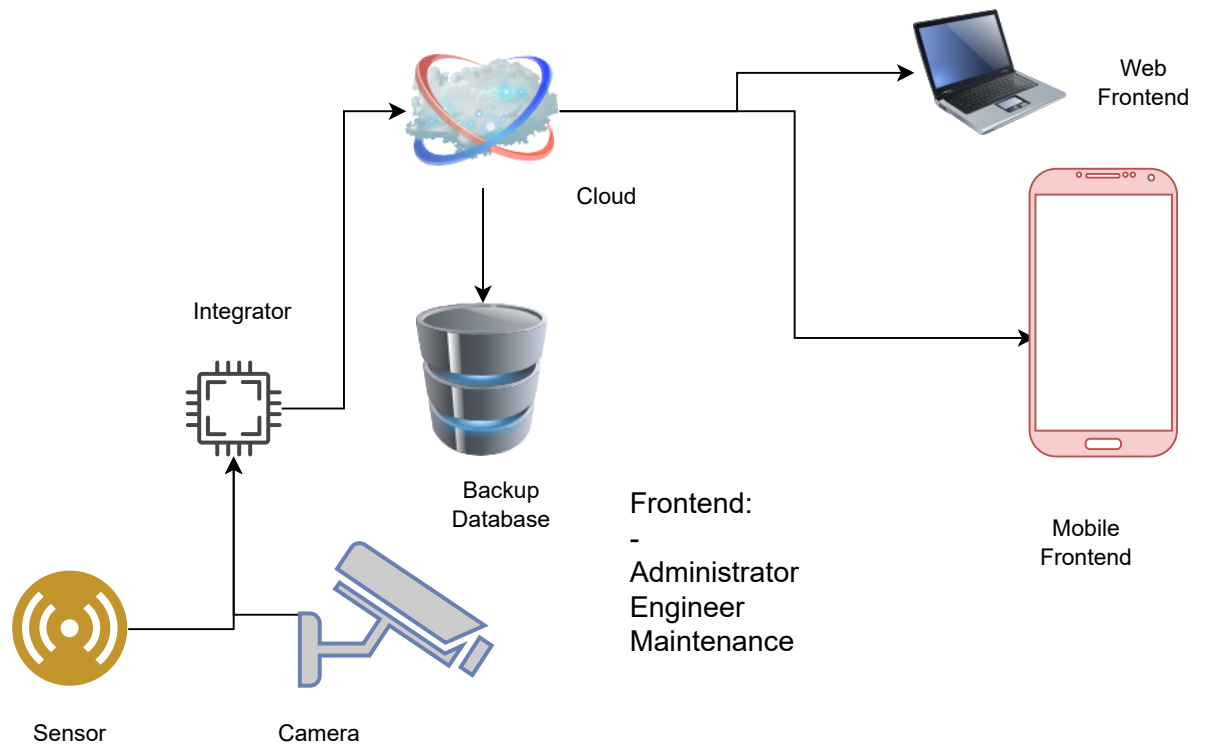 Web
Frontend
Cloud
Integrator
Backup
Database
Frontend:
-
Administrator
Engineer
Maintenance
Mobile
Frontend
Sensor
Camera